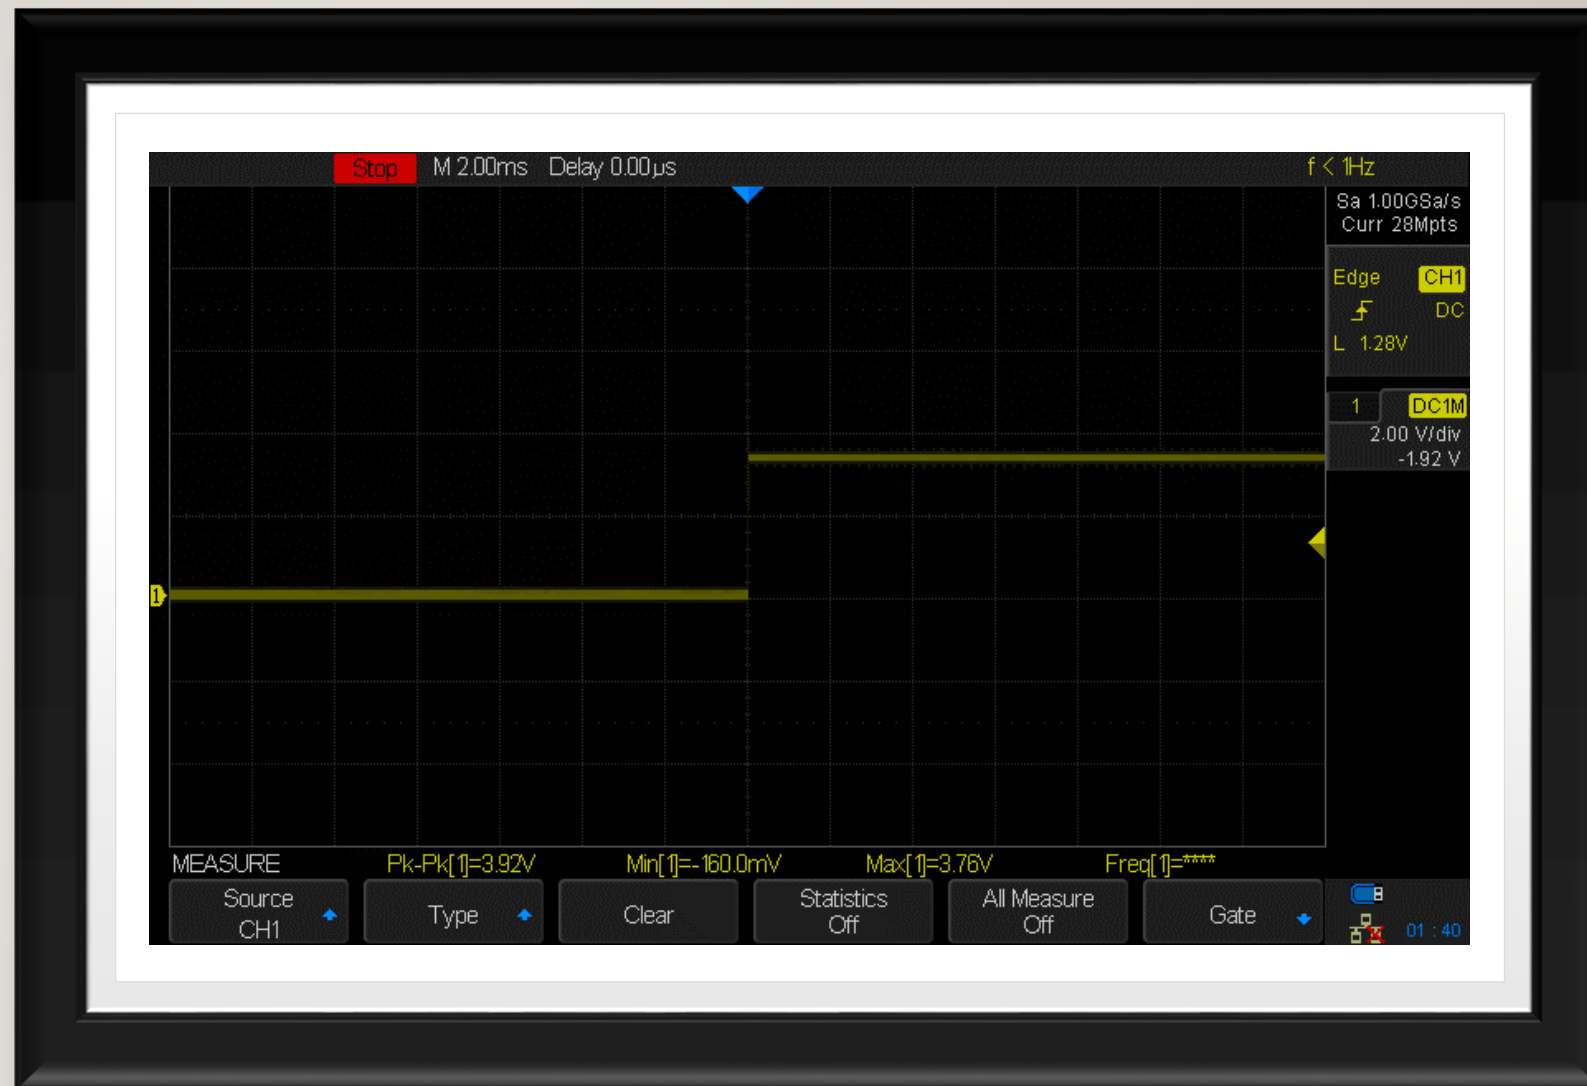 Stop M 2.00ms Delay 0.00µs f < 1Hz
Sa 1.00GSa/s
Curr 28Mpts
Edge CH1
DC
L 1.28V
1 DC1M
2.00 V/div
-1.92 V
1
MEASURE Pk-Pk[1]=3.92V Min[1]=-160.0mV Max[1]=3.76V Freq[1]=****
Source
CH1
Type
Clear
Statistics
Off
All Measure
Off
Gate
01 : 40